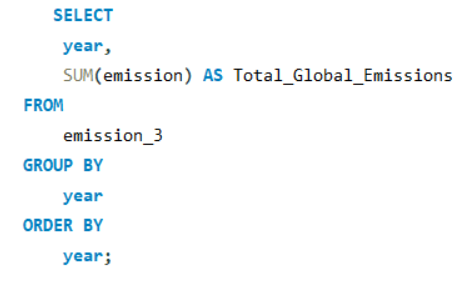 SELECT
year,
SUM(emission) AS Total_Global_Emissions
FROM
emission_3
GROUP BY
year
ORDER BY
year;